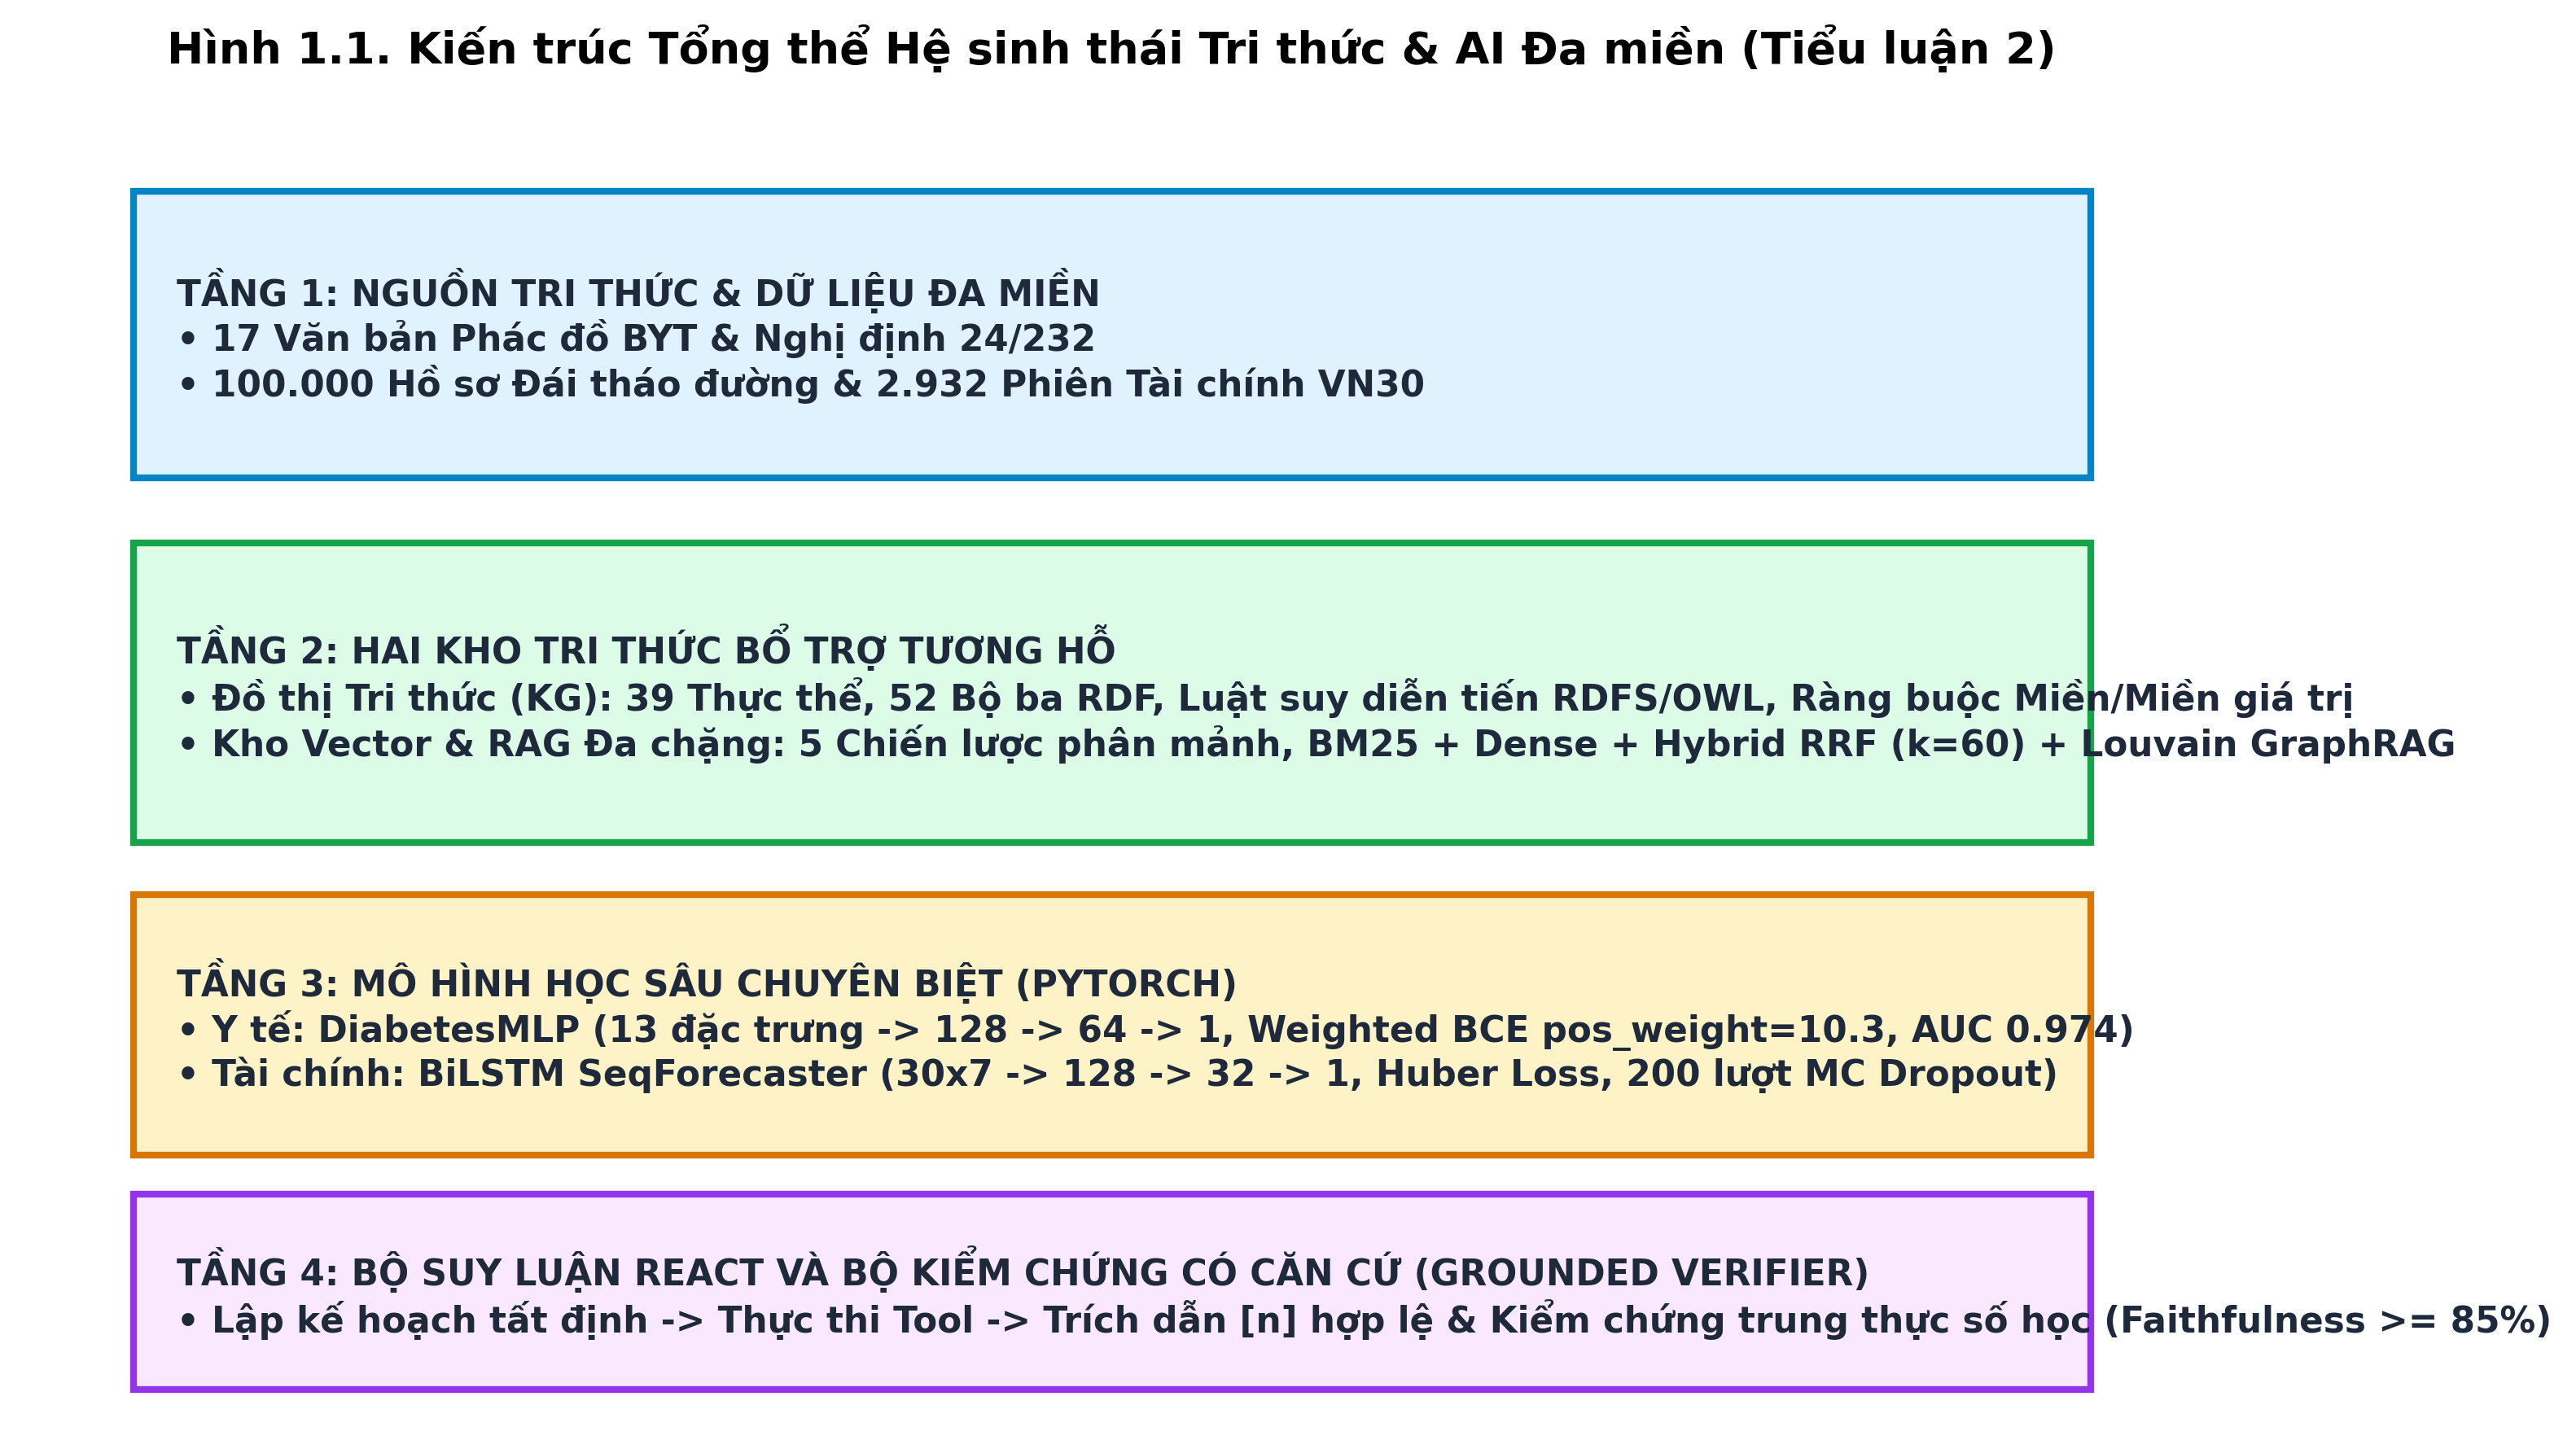 Hình 1.1. Kiến trúc Tổng thể Hệ sinh thái Tri thức & AI Đa miền (Tiểu luận 2)
TẦNG 1: NGUỒN TRI THỨC & DỮ LIỆU ĐA MIỀN
• 17 Văn bản Phác đồ BYT & Nghị định 24/232
• 100.000 Hồ sơ Đái tháo đường & 2.932 Phiên Tài chính VN30
TẦNG 2: HAI KHO TRI THỨC BỔ TRỢ TƯƠNG HỖ
• Đồ thị Tri thức (KG): 39 Thực thể, 52 Bộ ba RDF, Luật suy diễn tiến RDFS/OWL, Ràng buộc Miền/Miền giá trị
• Kho Vector & RAG Đa chặng: 5 Chiến lược phân mảnh, BM25 + Dense + Hybrid RRF (k=60) + Louvain GraphRAG
TẦNG 3: MÔ HÌNH HỌC SÂU CHUYÊN BIỆT (PYTORCH)
• Y tế: DiabetesMLP (13 đặc trưng -> 128 -> 64 -> 1, Weighted BCE pos_weight=10.3, AUC 0.974)
• Tài chính: BiLSTM SeqForecaster (30x7 -> 128 -> 32 -> 1, Huber Loss, 200 lượt MC Dropout)
TẦNG 4: BỘ SUY LUẬN REACT VÀ BỘ KIỂM CHỨNG CÓ CĂN CỨ (GROUNDED VERIFIER)
• Lập kế hoạch tất định -> Thực thi Tool -> Trích dẫn [n] hợp lệ & Kiểm chứng trung thực số học (Faithfulness >= 85%)